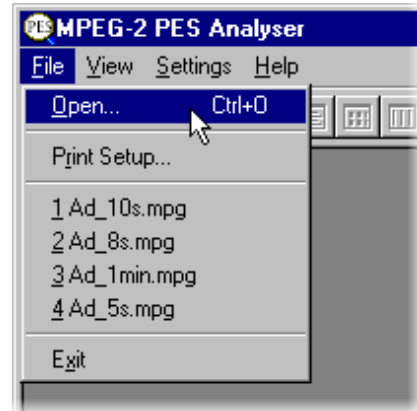 PES MPEG-2 PES Analyser
File View Settings Help
Open... Ctrl+O
Print Setup...
1 Ad_10s.mpg
2 Ad_8s.mpg
3 Ad_1min.mpg
4 Ad_5s.mpg
Exit